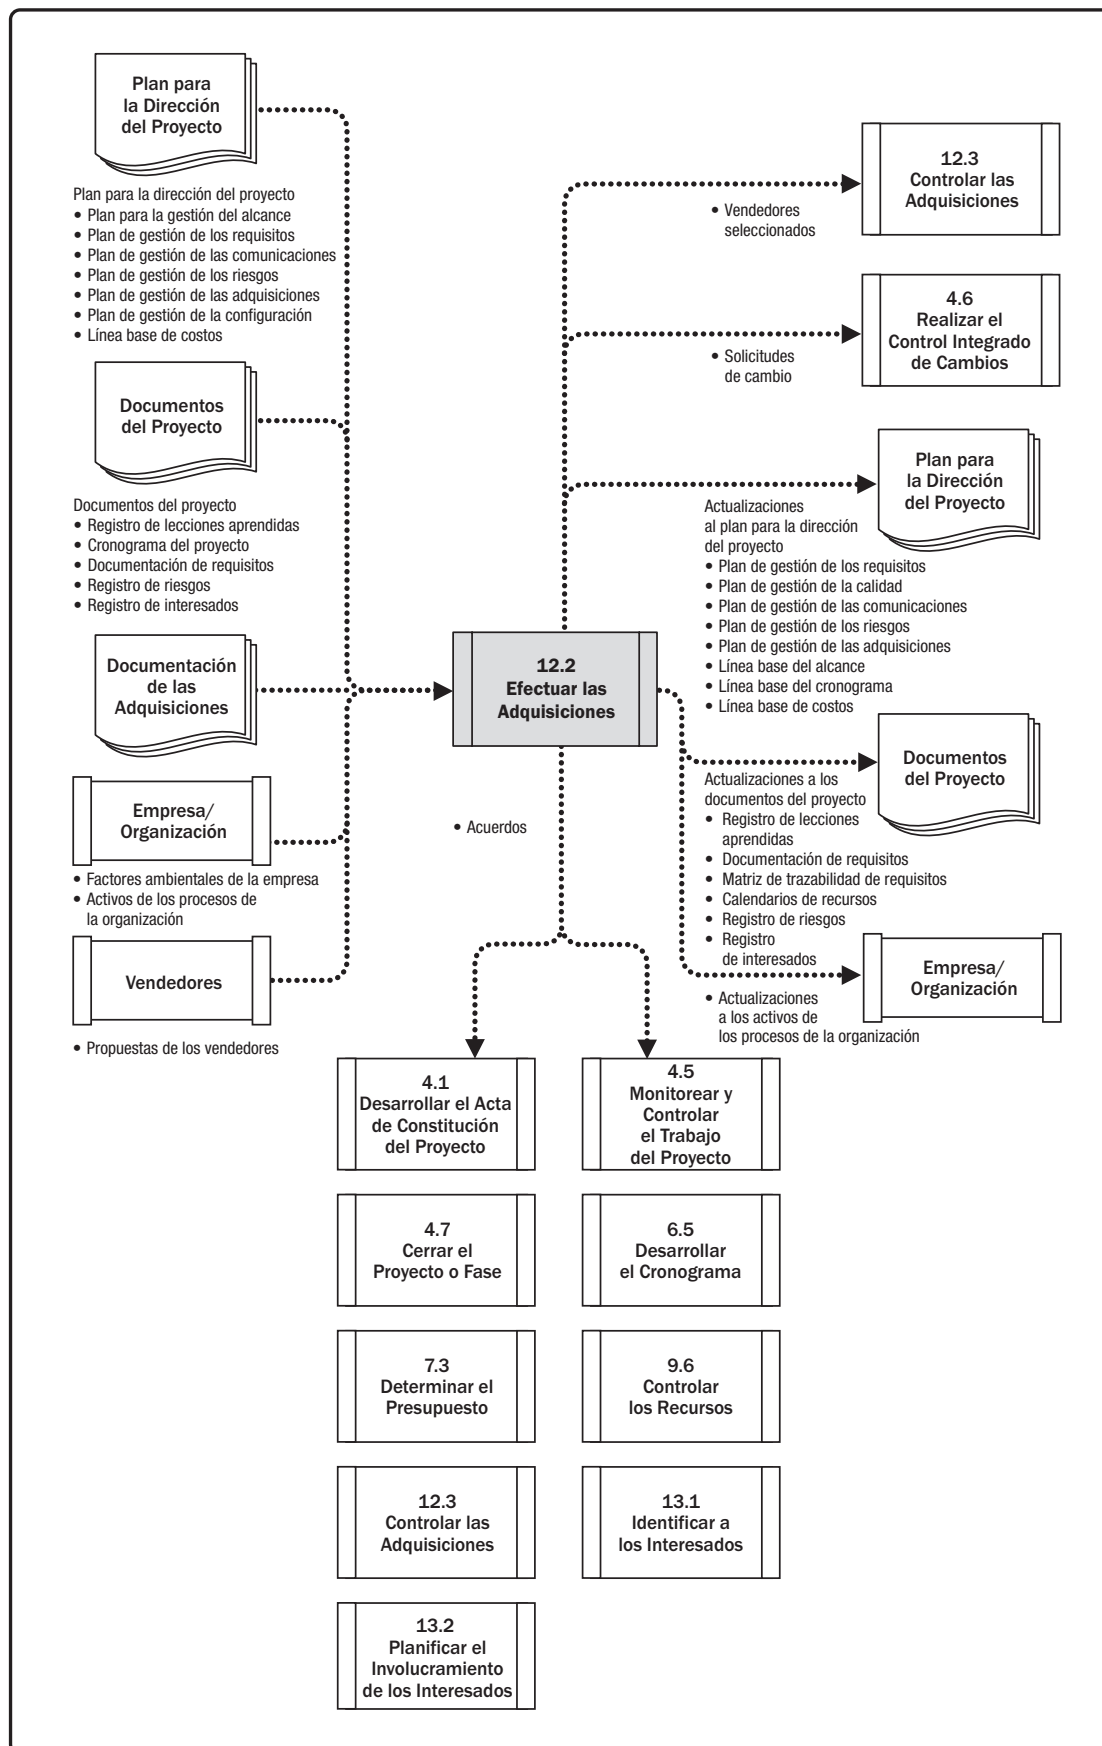 Plan para
la Dirección
del Proyecto
Plan para la dirección del proyecto
• Plan para la gestión del alcance
• Plan de gestión de los requisitos
• Plan de gestión de las comunicaciones
• Plan de gestión de los riesgos
• Plan de gestión de las adquisiciones
• Plan de gestión de la configuración
• Línea base de costos
Documentos
del Proyecto
Documentos del proyecto
• Registro de lecciones aprendidas
• Cronograma del proyecto
• Documentación de requisitos
• Registro de riesgos
• Registro de interesados
Documentación
de las
Adquisiciones
Empresa/
Organización
• Factores ambientales de la empresa
• Activos de los procesos de
la organización
Vendedores
• Propuestas de los vendedores
12.2
Efectuar las
Adquisiciones
• Acuerdos
• Vendedores
seleccionados
12.3
Controlar las
Adquisiciones
• Solicitudes
de cambio
4.6
Realizar el
Control Integrado
de Cambios
Plan para
la Dirección
del Proyecto
Actualizaciones
al plan para la dirección
del proyecto
• Plan de gestión de los requisitos
• Plan de gestión de la calidad
• Plan de gestión de las comunicaciones
• Plan de gestión de los riesgos
• Plan de gestión de las adquisiciones
• Línea base del alcance
• Línea base del cronograma
• Línea base de costos
Documentos
del Proyecto
Actualizaciones a los
documentos del proyecto
• Registro de lecciones
aprendidas
• Documentación de requisitos
• Matriz de trazabilidad de requisitos
• Calendarios de recursos
• Registro de riesgos
• Registro
de interesados
Empresa/
Organización
• Actualizaciones
a los activos de
los procesos de la organización
4.1
Desarrollar el Acta
de Constitución
del Proyecto
4.5
Monitorear y
Controlar
el Trabajo
del Proyecto
4.7
Cerrar el
Proyecto o Fase
6.5
Desarrollar
el Cronograma
7.3
Determinar el
Presupuesto
9.6
Controlar
los Recursos
12.3
Controlar las
Adquisiciones
13.1
Identificar a
los Interesados
13.2
Planificar el
Involucramiento
de los Interesados